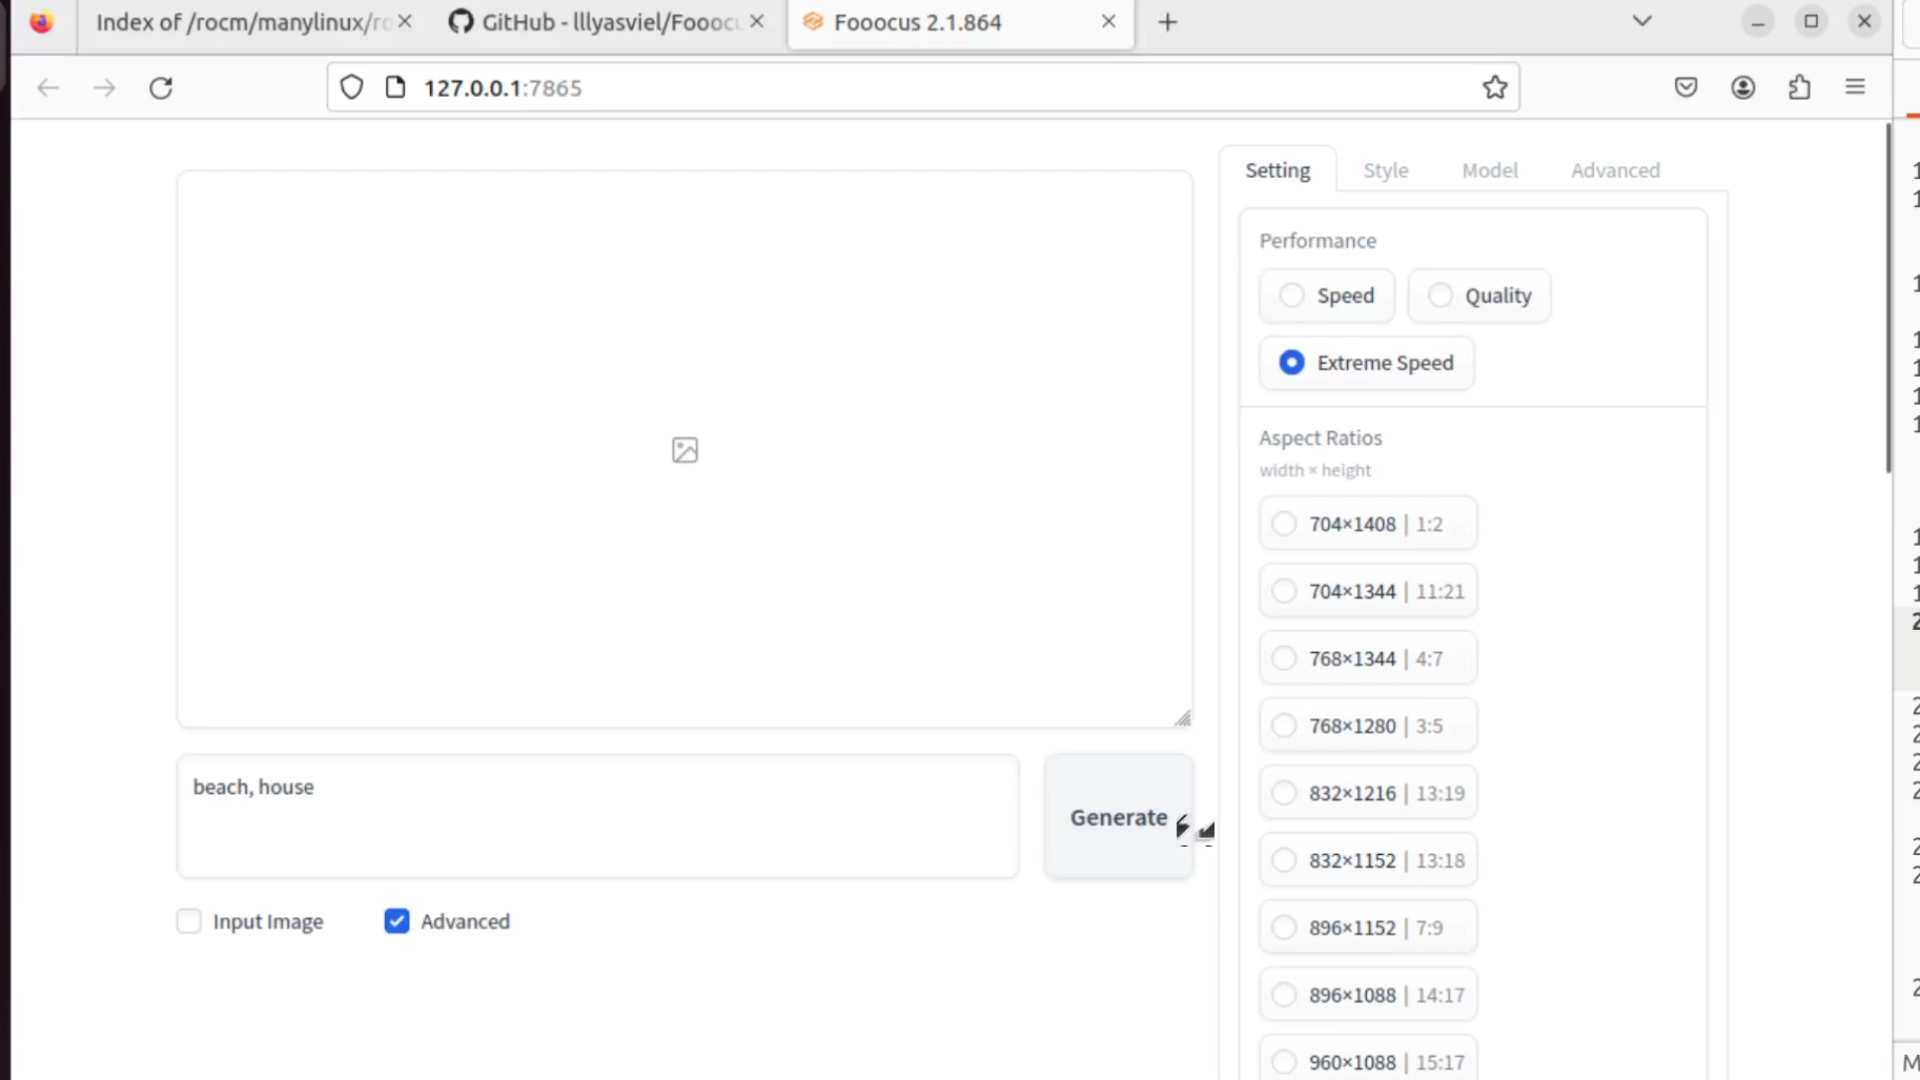 Index of /rocm/manylinux/ro
GitHub - lllyasviel/Foooc
Fooocus 2.1.864
127.0.0.1:7865
Setting
Style
Model
Advanced
Performance
Speed
Quality
Extreme Speed
Aspect Ratios
width × height
704×1408 | 1:2
704×1344 | 11:21
768×1344 | 4:7
768×1280 | 3:5
832×1216 | 13:19
832×1152 | 13:18
896×1152 | 7:9
896×1088 | 14:17
960×1088 | 15:17
beach, house
Generate
Input Image
Advanced